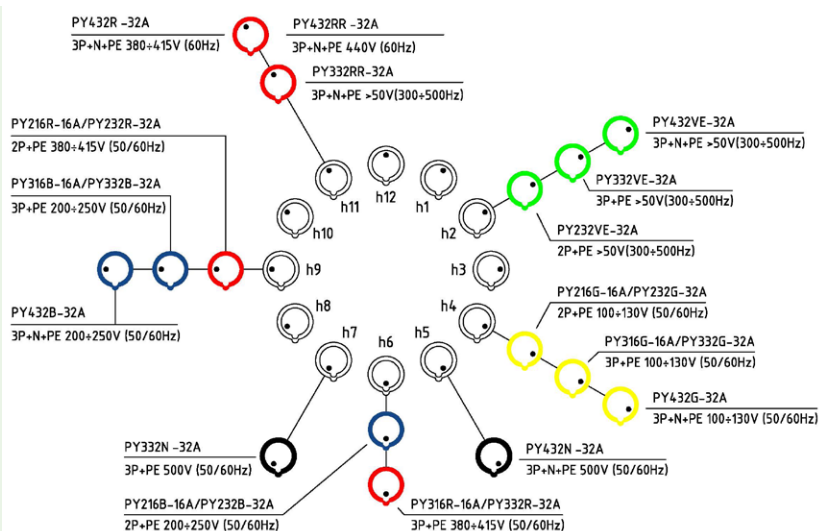 PY432R -32A
3P+N+PE 380÷415V (60Hz)
PY432RR -32A
3P+N+PE 440V (60Hz)
PY332RR-32A
3P+N+PE >50V(300÷500Hz)
PY216R-16A/PY232R-32A
2P+PE 380÷415V (50/60Hz)
PY316B-16A/PY332B-32A
3P+PE 200÷250V (50/60Hz)
PY432B-32A
3P+N+PE 200÷250V (50/60Hz)
PY432VE-32A
3P+N+PE >50V(300÷500Hz)
PY332VE-32A
3P+PE >50V(300÷500Hz)
PY232VE-32A
2P+PE >50V(300÷500Hz)
h11
h12
h1
h10
h2
h9
h3
h8
h4
h7
h6
h5
PY216G-16A/PY232G-32A
2P+PE 100÷130V (50/60Hz)
PY316G-16A/PY332G-32A
3P+PE 100÷130V (50/60Hz)
PY432G-32A
3P+N+PE 100÷130V (50/60Hz)
PY332N -32A
3P+PE 500V (50/60Hz)
PY432N -32A
3P+N+PE 500V (50/60Hz)
PY216B-16A/PY232B-32A
2P+PE 200÷250V (50/60Hz)
PY316R-16A/PY332R-32A
3P+PE 380÷415V (50/60Hz)